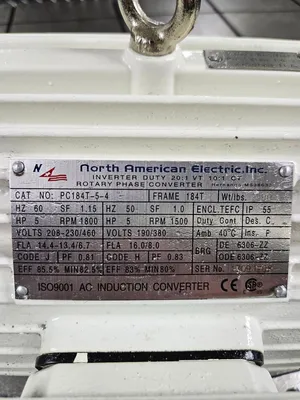 NAE North American Electric, Inc.
INVERTER DUTY 20:1 VT 10:1 CT
ROTARY PHASE CONVERTER
CAT NO: PC184T-5-4 FRAME 184T Wt/lbs.
HZ 60 SF 1.15 HZ 50 SF 1.0 ENCL.TEFC IP 55
HP 5 RPM 1800 HP 5 RPM 1500 Duty Cont Des. C
VOLTS 208-230/460 VOLTS 190/380 Amb. 40°C Ins. F
FLA 14.4-13.4/6.7 FLA 16.0/8.0 BRG DE 6306-ZZ
CODE J PF 0.81 CODE H PF 0.83 ODE 6306-ZZ
EFF 85.5% MIN 82.5% EFF 83% MIN 80% SER:
ISO9001 AC INDUCTION CONVERTER CE